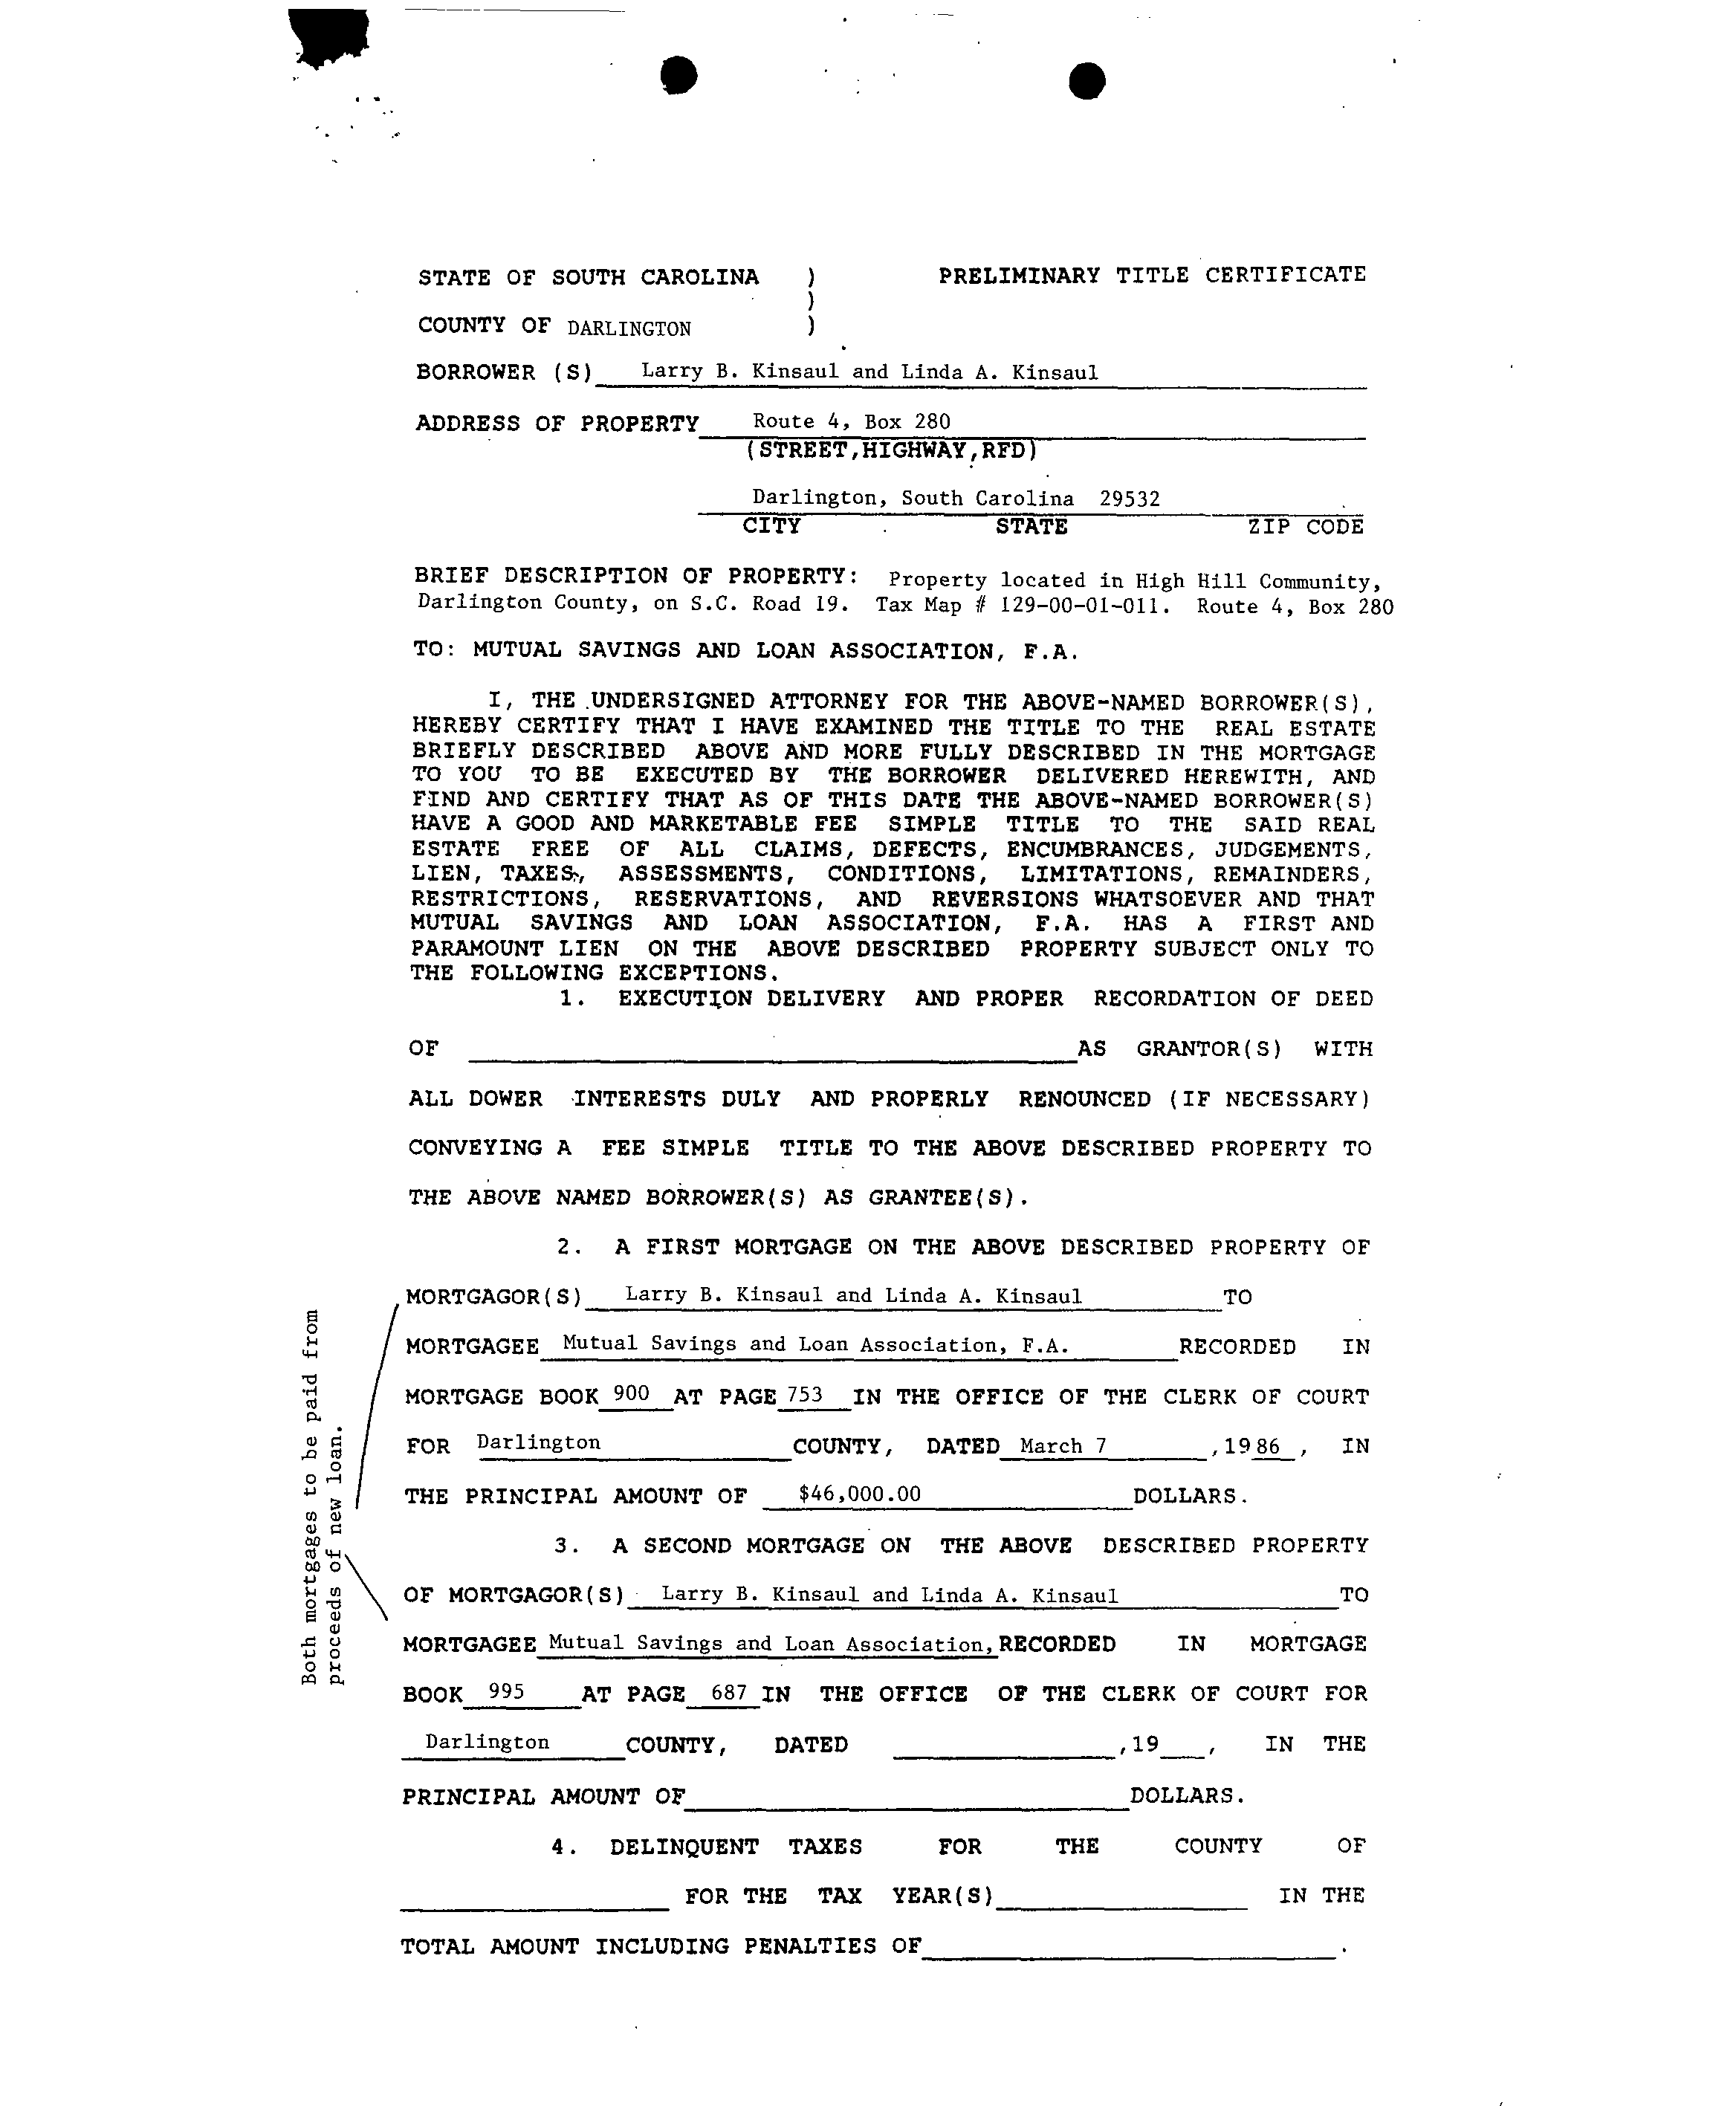 STATE OF SOUTH CAROLINA ) PRELIMINARY TITLE CERTIFICATE
)
COUNTY OF DARLINGTON )
BORROWER (S) Larry B. Kinsaul and Linda A. Kinsaul
ADDRESS OF PROPERTY Route 4, Box 280
(STREET,HIGHWAY,RFD)
Darlington, South Carolina 29532
CITY STATE ZIP CODE
BRIEF DESCRIPTION OF PROPERTY: Property located in High Hill Community,
Darlington County, on S.C. Road 19. Tax Map # 129-00-01-011. Route 4, Box 280
TO: MUTUAL SAVINGS AND LOAN ASSOCIATION, F.A.
I, THE UNDERSIGNED ATTORNEY FOR THE ABOVE-NAMED BORROWER(S),
HEREBY CERTIFY THAT I HAVE EXAMINED THE TITLE TO THE REAL ESTATE
BRIEFLY DESCRIBED ABOVE AND MORE FULLY DESCRIBED IN THE MORTGAGE
TO YOU TO BE EXECUTED BY THE BORROWER DELIVERED HEREWITH, AND
FIND AND CERTIFY THAT AS OF THIS DATE THE ABOVE-NAMED BORROWER(S)
HAVE A GOOD AND MARKETABLE FEE SIMPLE TITLE TO THE SAID REAL
ESTATE FREE OF ALL CLAIMS, DEFECTS, ENCUMBRANCES, JUDGEMENTS,
LIEN, TAXES, ASSESSMENTS, CONDITIONS, LIMITATIONS, REMAINDERS,
RESTRICTIONS, RESERVATIONS, AND REVERSIONS WHATSOEVER AND THAT
MUTUAL SAVINGS AND LOAN ASSOCIATION, F.A. HAS A FIRST AND
PARAMOUNT LIEN ON THE ABOVE DESCRIBED PROPERTY SUBJECT ONLY TO
THE FOLLOWING EXCEPTIONS.
1. EXECUTION DELIVERY AND PROPER RECORDATION OF DEED
OF AS GRANTOR(S) WITH
ALL DOWER INTERESTS DULY AND PROPERLY RENOUNCED (IF NECESSARY)
CONVEYING A FEE SIMPLE TITLE TO THE ABOVE DESCRIBED PROPERTY TO
THE ABOVE NAMED BORROWER(S) AS GRANTEE(S).
2. A FIRST MORTGAGE ON THE ABOVE DESCRIBED PROPERTY OF
MORTGAGOR(S) Larry B. Kinsaul and Linda A. Kinsaul TO
MORTGAGEE Mutual Savings and Loan Association, F.A. RECORDED IN
MORTGAGE BOOK 900 AT PAGE 753 IN THE OFFICE OF THE CLERK OF COURT
FOR Darlington COUNTY, DATED March 7 ,1986 , IN
THE PRINCIPAL AMOUNT OF $46,000.00 DOLLARS.
3. A SECOND MORTGAGE ON THE ABOVE DESCRIBED PROPERTY
OF MORTGAGOR(S) Larry B. Kinsaul and Linda A. Kinsaul TO
MORTGAGEE Mutual Savings and Loan Association, RECORDED IN MORTGAGE
BOOK 995 AT PAGE 687 IN THE OFFICE OF THE CLERK OF COURT FOR
Darlington COUNTY, DATED ,19 , IN THE
PRINCIPAL AMOUNT OF DOLLARS.
4. DELINQUENT TAXES FOR THE COUNTY OF
FOR THE TAX YEAR(S) IN THE
TOTAL AMOUNT INCLUDING PENALTIES OF .
Both mortgages to be paid from
proceeds of new loan.